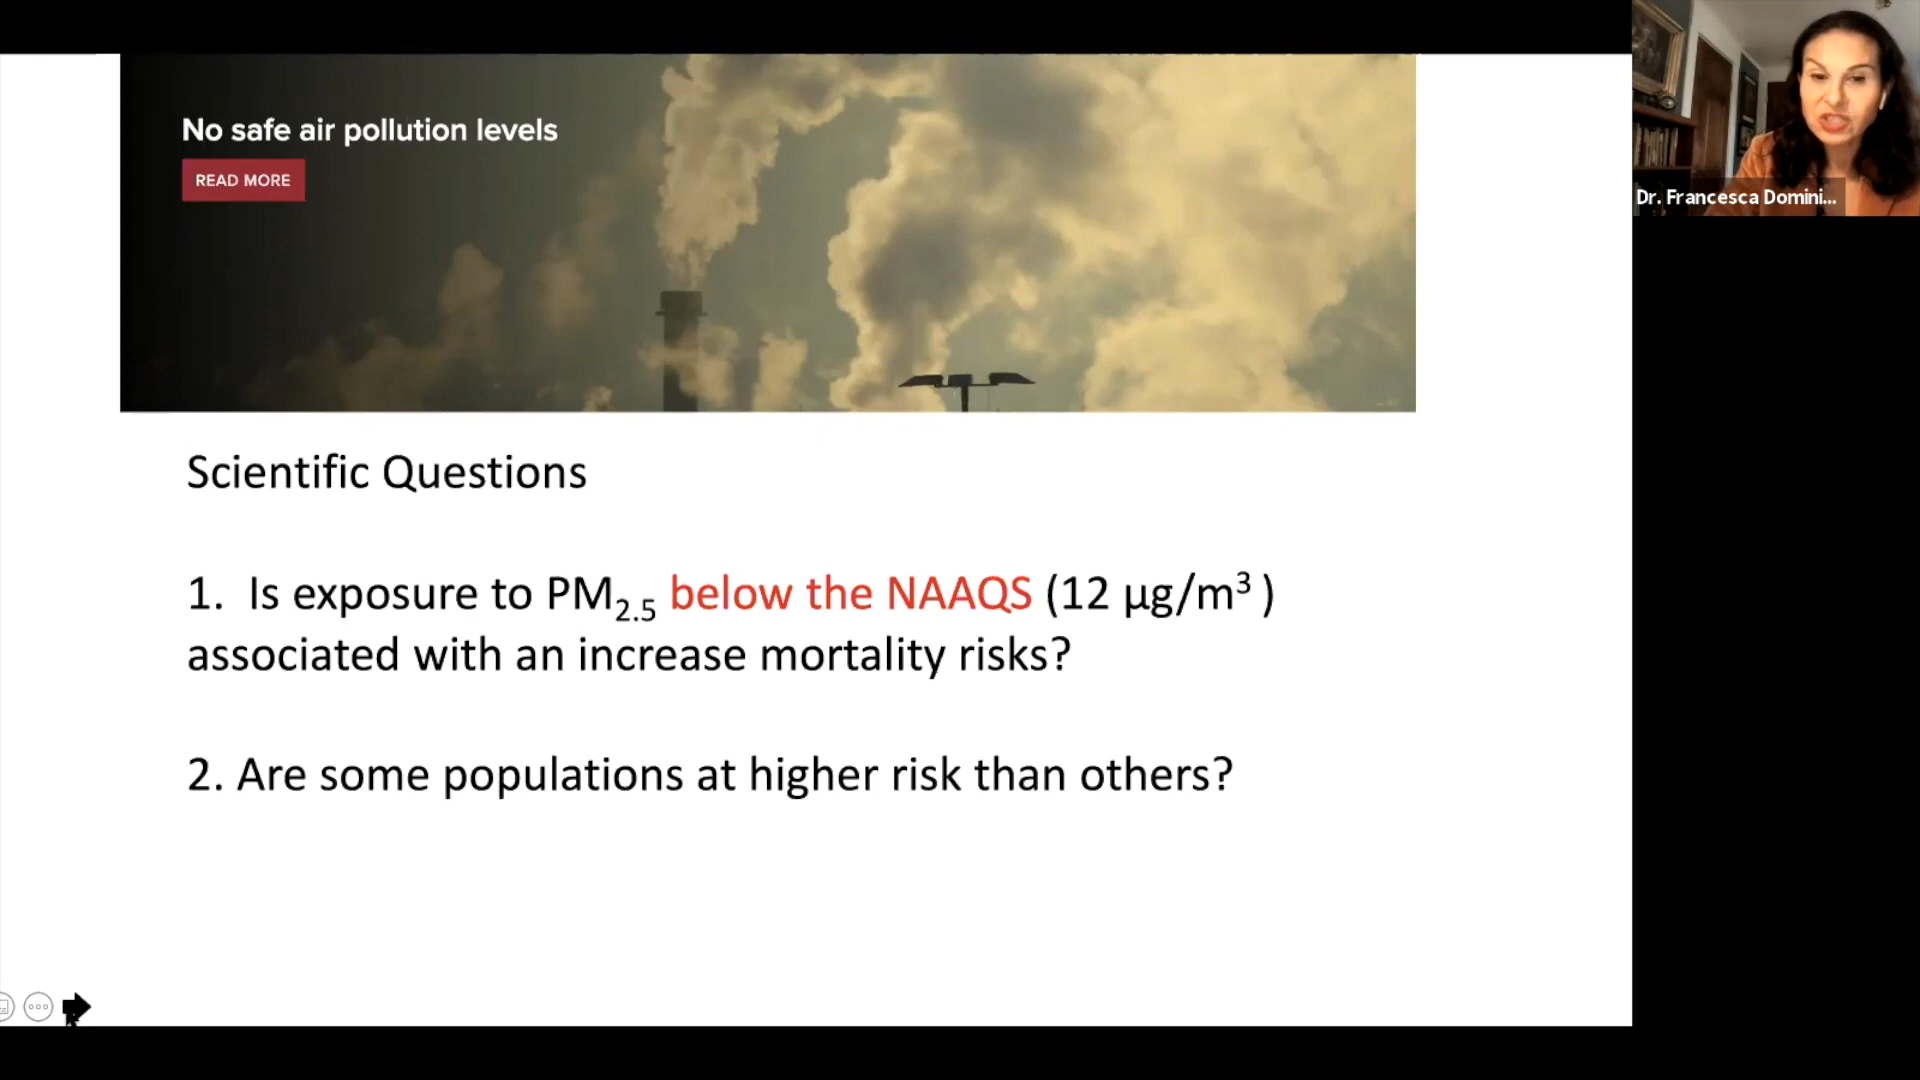 No safe air pollution levels
READ MORE
Dr. Francesca Domini...
Scientific Questions
1. Is exposure to PM2.5 below the NAAQS (12 µg/m³ )
associated with an increase mortality risks?
2. Are some populations at higher risk than others?